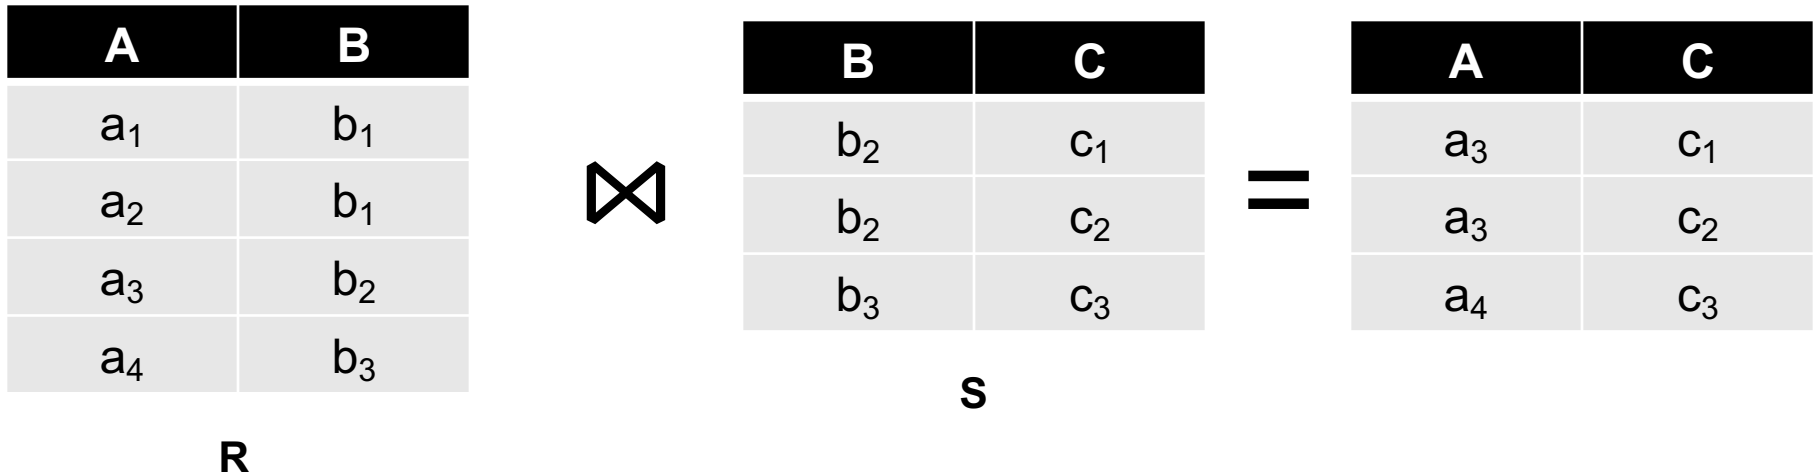 A B
a₁ b₁
a₂ b₁
a₃ b₂
a₄ b₃
R
⋈
B C
b₂ c₁
b₂ c₂
b₃ c₃
S
=
A C
a₃ c₁
a₃ c₂
a₄ c₃